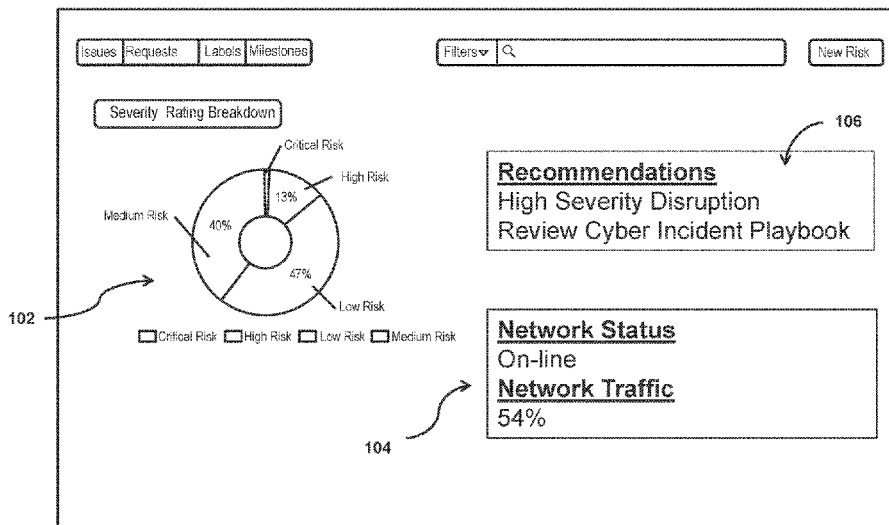 Issues Requests Labels Milestones
Filters
New Risk
Severity Rating Breakdown
106
Critical Risk
High Risk
13%
Medium Risk
40%
47%
Low Risk
102
Critical Risk High Risk Low Risk Medium Risk
Recommendations
High Severity Disruption
Review Cyber Incident Playbook
Network Status
On-line
Network Traffic
54%
104